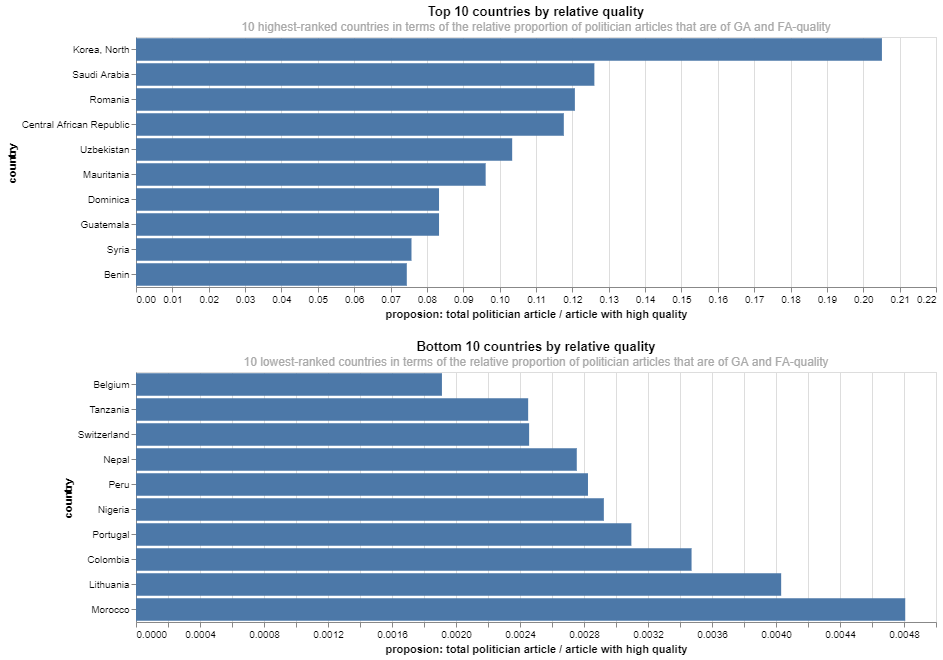 Top 10 countries by relative quality
10 highest-ranked countries in terms of the relative proportion of politician articles that are of GA and FA-quality
country
Korea, North
Saudi Arabia
Romania
Central African Republic
Uzbekistan
Mauritania
Dominica
Guatemala
Syria
Benin
0.00 0.01 0.02 0.03 0.04 0.05 0.06 0.07 0.08 0.09 0.10 0.11 0.12 0.13 0.14 0.15 0.16 0.17 0.18 0.19 0.20 0.21 0.22
proposion: total politician article / article with high quality
Bottom 10 countries by relative quality
10 lowest-ranked countries in terms of the relative proportion of politician articles that are of GA and FA-quality
country
Belgium
Tanzania
Switzerland
Nepal
Peru
Nigeria
Portugal
Colombia
Lithuania
Morocco
0.0000 0.0004 0.0008 0.0012 0.0016 0.0020 0.0024 0.0028 0.0032 0.0036 0.0040 0.0044 0.0048
proposion: total politician article / article with high quality